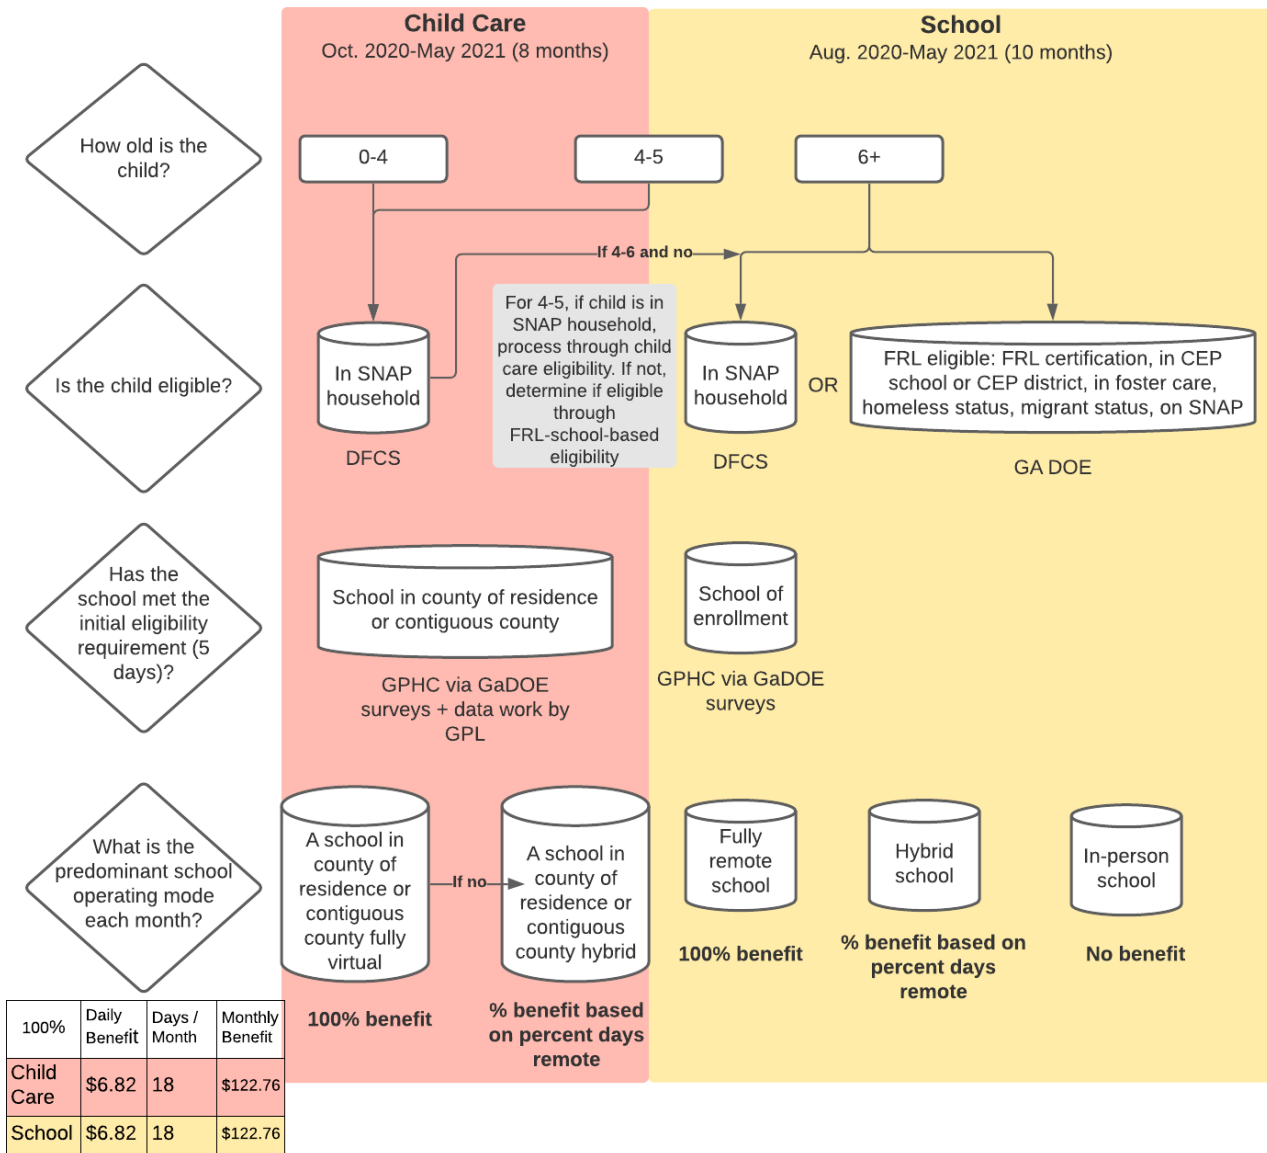 Child Care
Oct. 2020-May 2021 (8 months)
School
Aug. 2020-May 2021 (10 months)
How old is the
child?
0-4
4-5
6+
If 4-6 and no
Is the child eligible?
In SNAP
household
DFCS
For 4-5, if child is in
SNAP household,
process through child
care eligibility. If not,
determine if eligible
through
FRL-school-based
eligibility
In SNAP
household
DFCS
OR
FRL eligible: FRL certification, in CEP
school or CEP district, in foster care,
homeless status, migrant status, on SNAP
GA DOE
Has the
school met the
initial eligibility
requirement (5
days)?
School in county of residence
or contiguous county
GPHC via GaDOE
surveys + data work by
GPL
School of
enrollment
GPHC via GaDOE
surveys
What is the
predominant school
operating mode
each month?
A school in
county of
residence or
contiguous
county fully
virtual
100% benefit
If no
A school in
county of
residence or
contiguous
county hybrid
% benefit based
on percent days
remote
Fully
remote
school
100% benefit
Hybrid
school
% benefit based on
percent days
remote
In-person
school
No benefit
100%
Daily
Benefit
Days /
Month
Monthly
Benefit
Child
Care
$6.82
18
$122.76
School
$6.82
18
$122.76